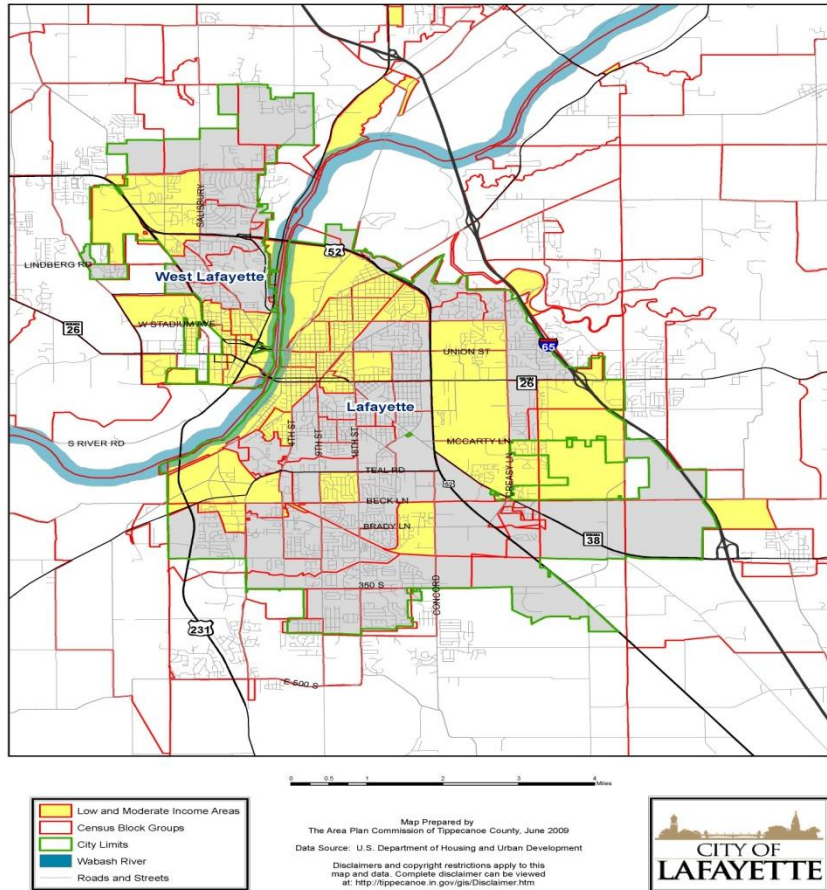 SALISBURY
52
LINDBERG RD
West Lafayette
26
W STADIUM AVE
65
UNION ST
26
Lafayette
S RIVER RD
4TH ST
9TH ST
18TH ST
MCCARTY LN
CREASY LN
TEAL RD
52
BECK LN
BRADY LN
38
350 S
CONCORD
231
E 500 S
0 0.5 1 2 3 4
Miles
Low and Moderate Income Areas
Census Block Groups
City Limits
Wabash River
Roads and Streets
Map Prepared by
The Area Plan Commission of Tippecanoe County, June 2009
Data Source: U.S. Department of Housing and Urban Development
Disclaimers and copyright restrictions apply to this
map and data. Complete disclaimer can be viewed
at: http://tippecanoe.in.gov/gis/Disclaimer.htm
CITY OF
LAFAYETTE